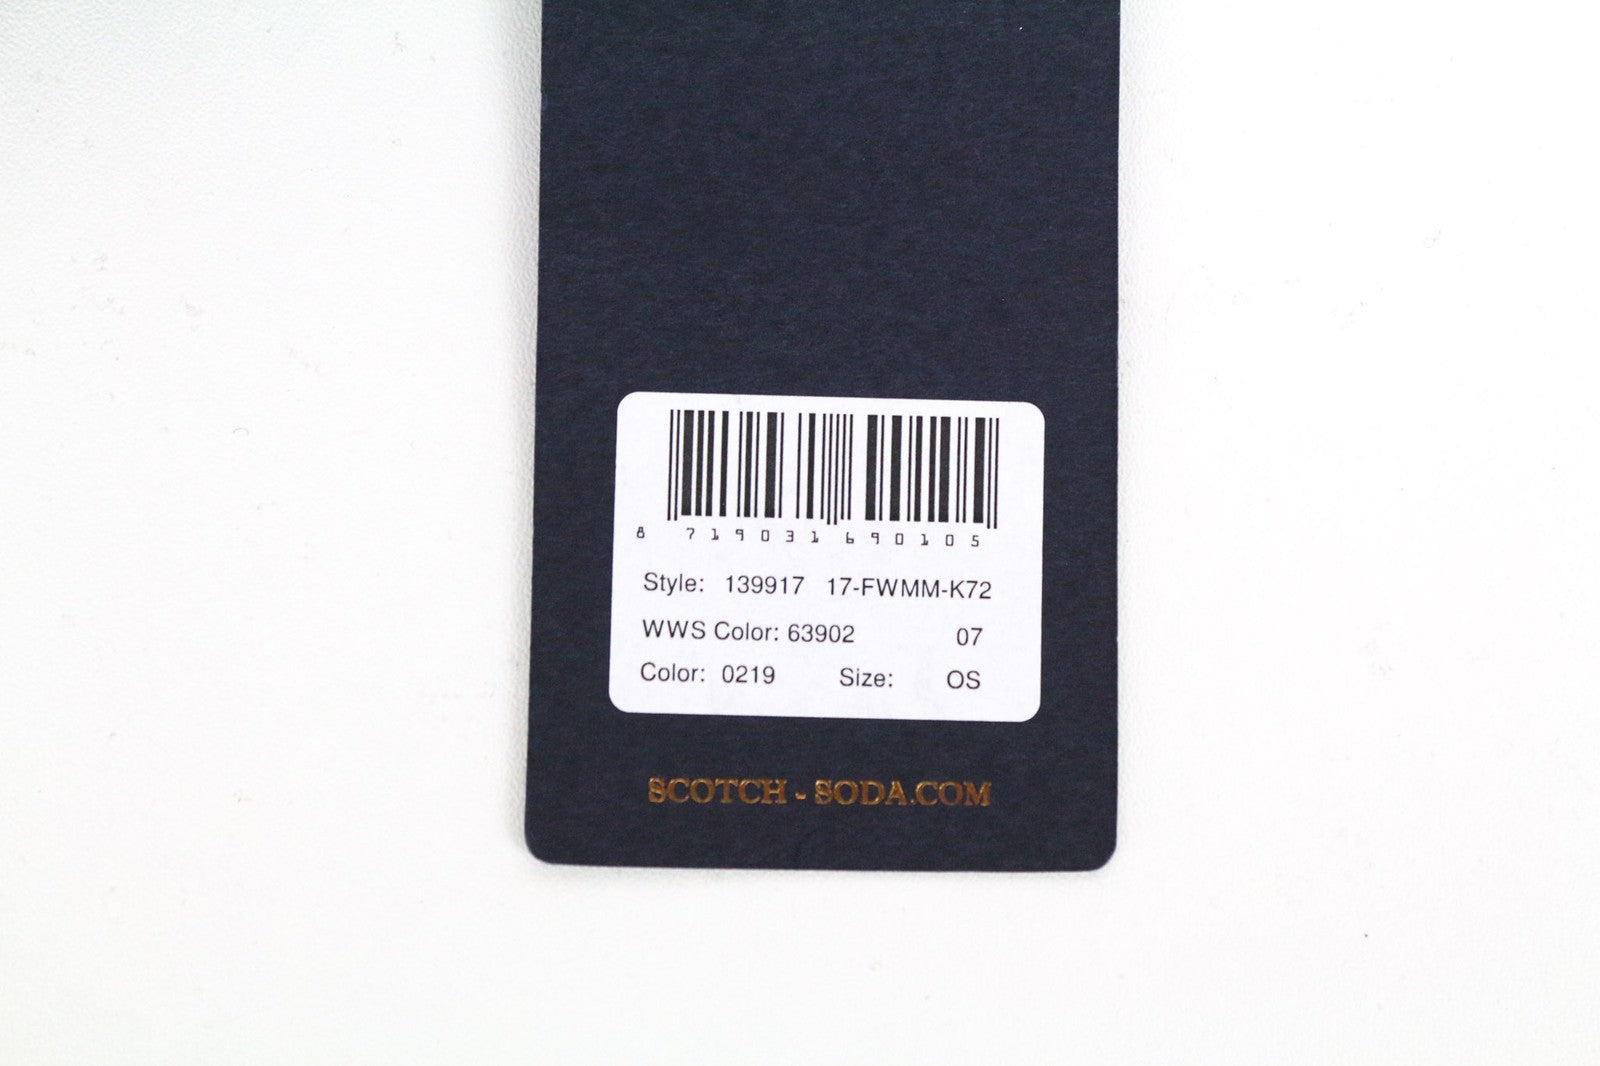 8 719031 690105
Style: 139917 17-FWMM-K72
WWS Color: 63902 07
Color: 0219 Size: OS
SCOTCH - SODA.COM